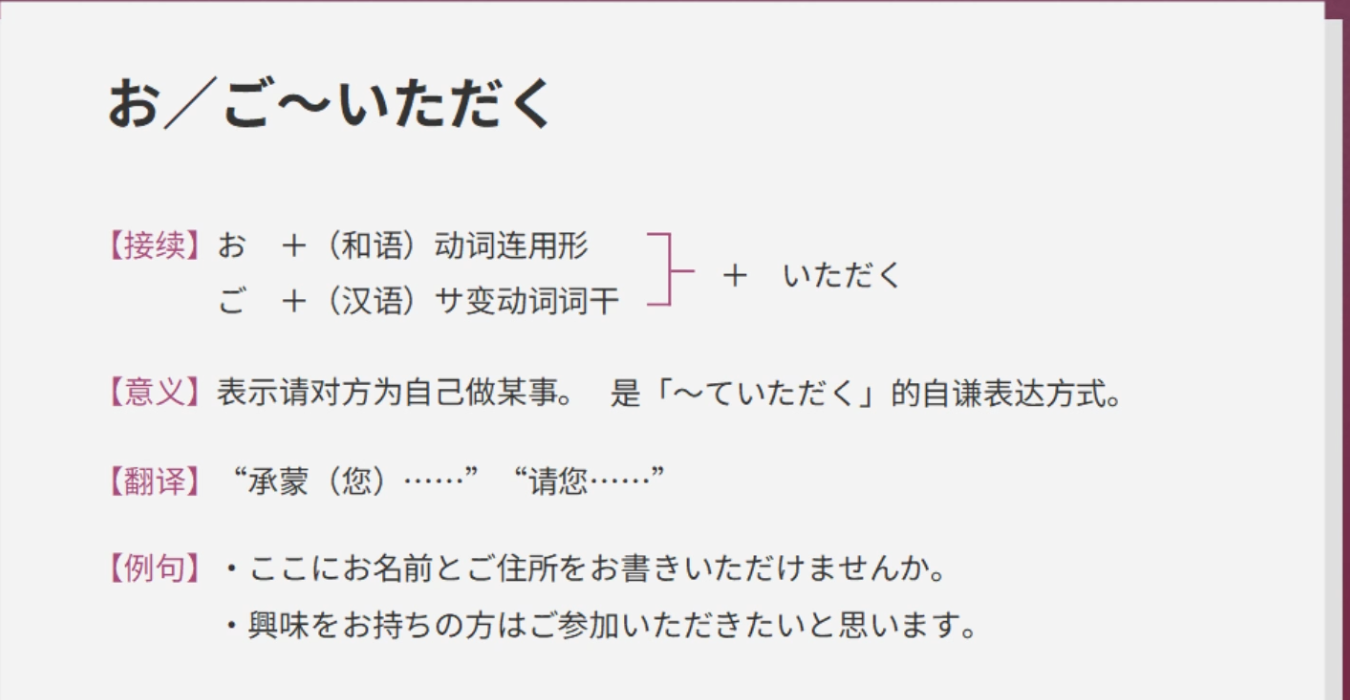 お／ご～いただく
【接续】お　＋（和语）动词连用形
ご　＋（汉语）サ变动词词干
＋　いただく
【意义】表示请对方为自己做某事。　是「～ていただく」的自谦表达方式。
【翻译】“承蒙（您）……”　“请您……”
【例句】・ここにお名前とご住所をお書きいただけませんか。
・興味をお持ちの方はご参加いただきたいと思います。